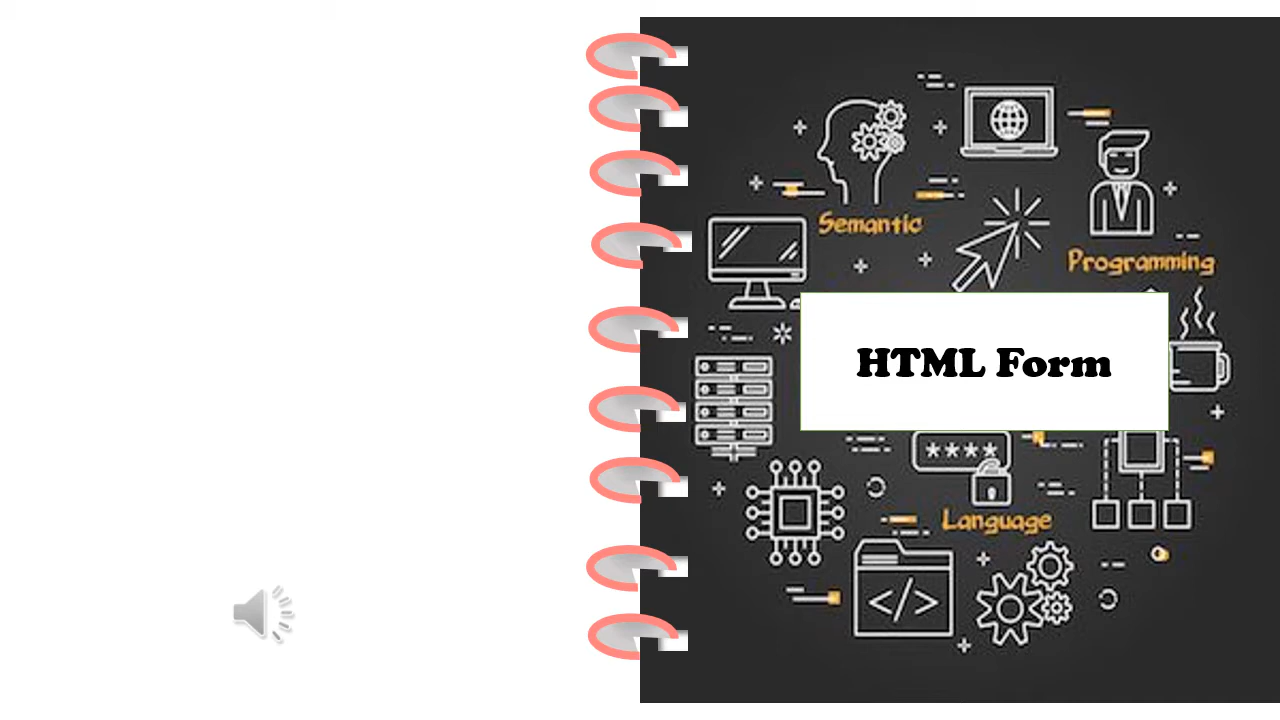 Semantic
Programming
HTML Form
****
Language
</>